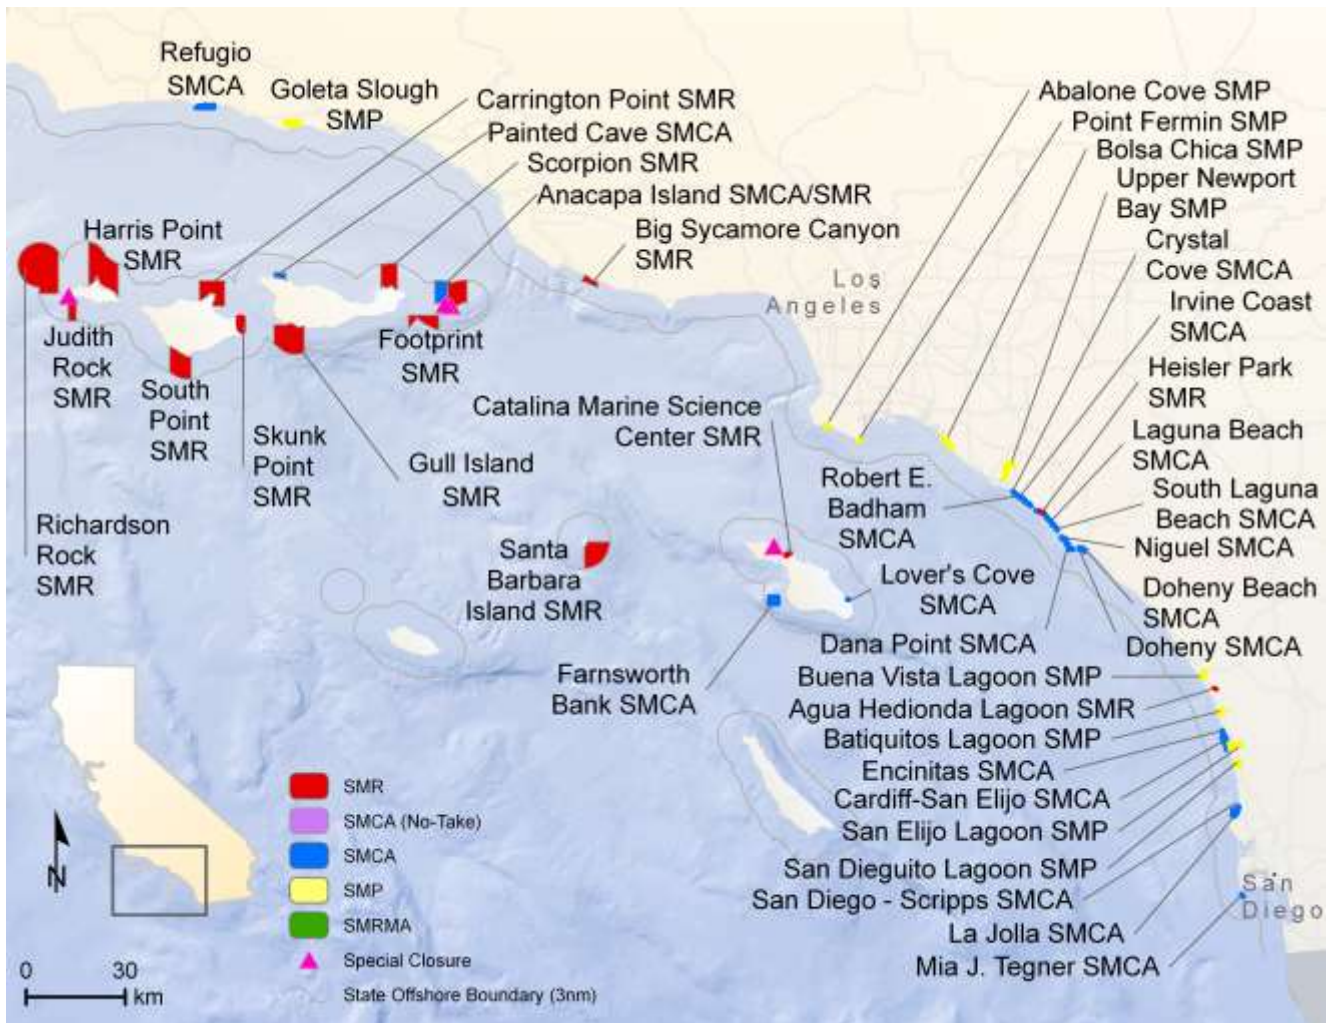 Refugio
SMCA
Goleta Slough
SMP
Carrington Point SMR
Painted Cave SMCA
Scorpion SMR
Anacapa Island SMCA/SMR
Big Sycamore Canyon
SMR
Harris Point
SMR
Judith
Rock
SMR
South
Point
SMR
Skunk
Point
SMR
Footprint
SMR
Gull Island
SMR
Richardson
Rock
SMR
Catalina Marine Science
Center SMR
Santa
Barbara
Island SMR
Farnsworth
Bank SMCA
Los
Angeles
Abalone Cove SMP
Point Fermin SMP
Bolsa Chica SMP
Upper Newport
Bay SMP
Crystal
Cove SMCA
Irvine Coast
SMCA
Heisler Park
SMR
Laguna Beach
SMCA
South Laguna
Beach SMCA
Niguel SMCA
Doheny Beach
SMCA
Doheny SMCA
Robert E.
Badham
SMCA
Lover's Cove
SMCA
Dana Point SMCA
Buena Vista Lagoon SMP
Agua Hedionda Lagoon SMR
Batiquitos Lagoon SMP
Encinitas SMCA
Cardiff-San Elijo SMCA
San Elijo Lagoon SMP
San Dieguito Lagoon SMP
San Diego - Scripps SMCA
La Jolla SMCA
Mia J. Tegner SMCA
San
Diego
N
SMR
SMCA (No-Take)
SMCA
SMP
SMRMA
Special Closure
State Offshore Boundary (3nm)
0 30
km